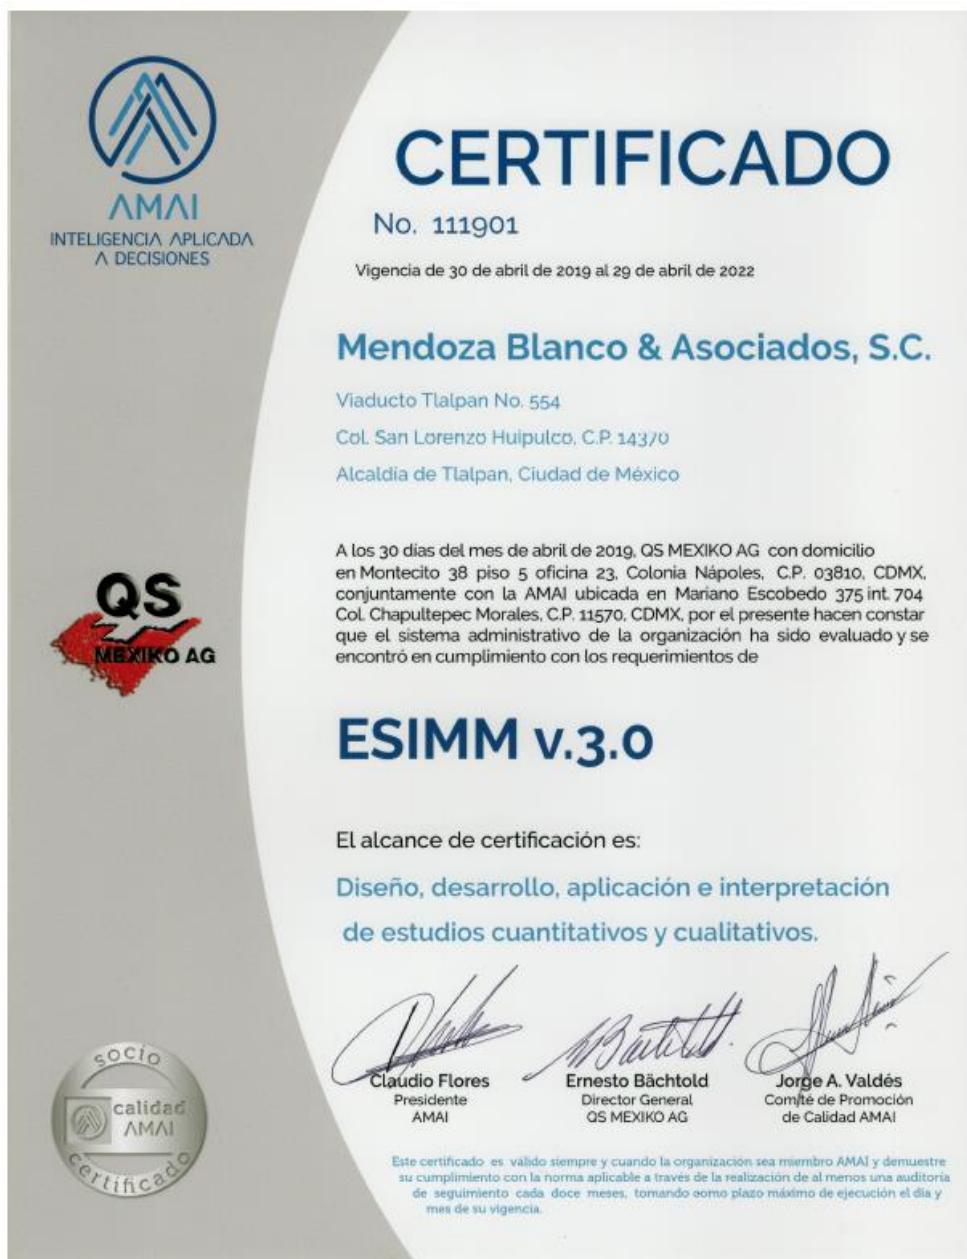 AMAI
INTELIGENCIA APLICADA
A DECISIONES
CERTIFICADO
No. 111901
Vigencia de 30 de abril de 2019 al 29 de abril de 2022
Mendoza Blanco & Asociados, S.C.
Viaducto Tlalpan No. 554
Col. San Lorenzo Huipulco, C.P. 14370
Alcaldía de Tlalpan, Ciudad de México
QS
MEXIKO AG
A los 30 días del mes de abril de 2019, QS MEXIKO AG con domicilio
en Montecito 38 piso 5 oficina 23, Colonia Nápoles, C.P. 03810, CDMX,
conjuntamente con la AMAI ubicada en Mariano Escobedo 375 int. 704
Col. Chapultepec Morales, C.P. 11570, CDMX, por el presente hacen constar
que el sistema administrativo de la organización ha sido evaluado y se
encontró en cumplimiento con los requerimientos de
ESIMM v.3.0
El alcance de certificación es:
Diseño, desarrollo, aplicación e interpretación
de estudios cuantitativos y cualitativos.
Claudio Flores
Presidente
AMAI
Ernesto Bächtold
Director General
QS MEXIKO AG
Jorge A. Valdés
Comité de Promoción
de Calidad AMAI
socio
calidad
AMAI
certificado
Este certificado es válido siempre y cuando la organización sea miembro AMAI y demuestre
su cumplimiento con la norma aplicable a través de la realización de al menos una auditoría
de seguimiento cada doce meses, tomando como plazo máximo de ejecución el día y
mes de su vigencia.